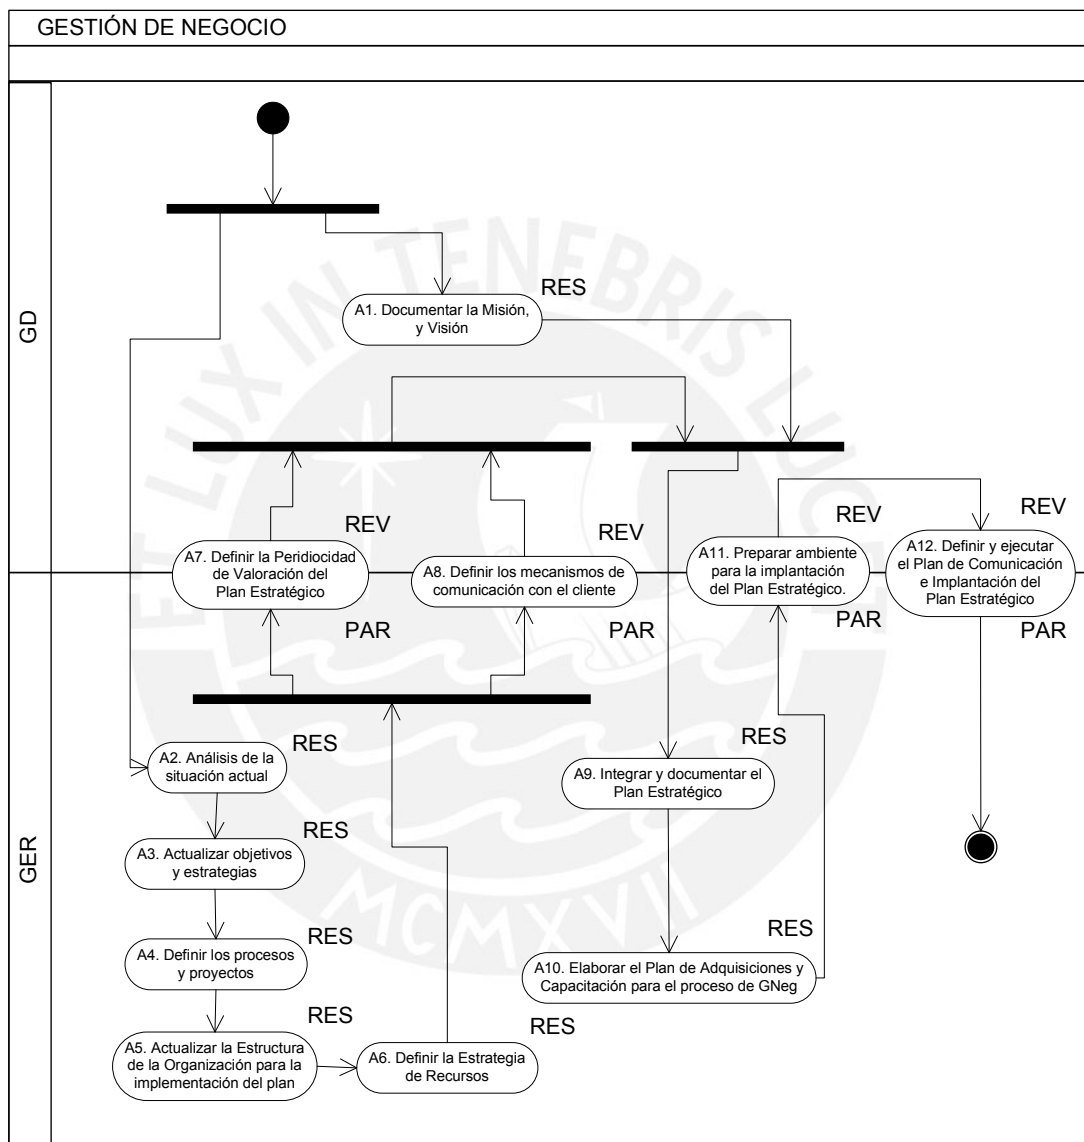 GESTIÓN DE NEGOCIO
GD
ET LUX IN TENEBRIS LUCET
RES
A1. Documentar la Misión,
y Visión
REV
A7. Definir la Peridiocidad
de Valoración del
Plan Estratégico
PAR
REV
A8. Definir los mecanismos de
comunicación con el cliente
PAR
REV
A11. Preparar ambiente
para la implantación
del Plan Estratégico.
PAR
REV
A12. Definir y ejecutar
el Plan de Comunicación
e Implantación del
Plan Estratégico
PAR
GER
RES
A2. Análisis de la
situación actual
RES
A3. Actualizar objetivos
y estrategias
RES
A4. Definir los procesos
y proyectos
RES
A5. Actualizar la Estructura
de la Organización para la
implementación del plan
RES
A6. Definir la Estrategia
de Recursos
RES
A9. Integrar y documentar el
Plan Estratégico
RES
A10. Elaborar el Plan de Adquisiciones y
Capacitación para el proceso de GNeg
MCMXVII